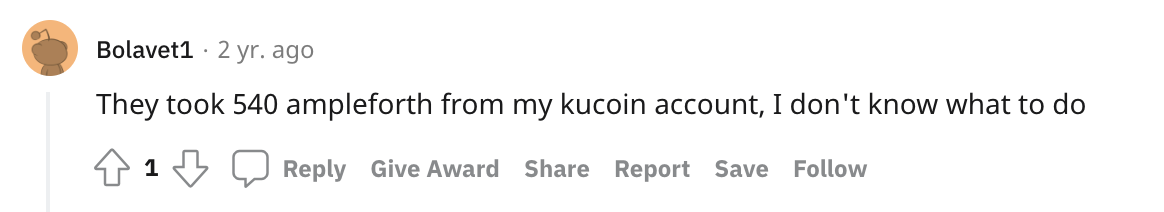 Bolavet1 · 2 yr. ago
They took 540 ampleforth from my kucoin account, I don't know what to do
1 Reply Give Award Share Report Save Follow